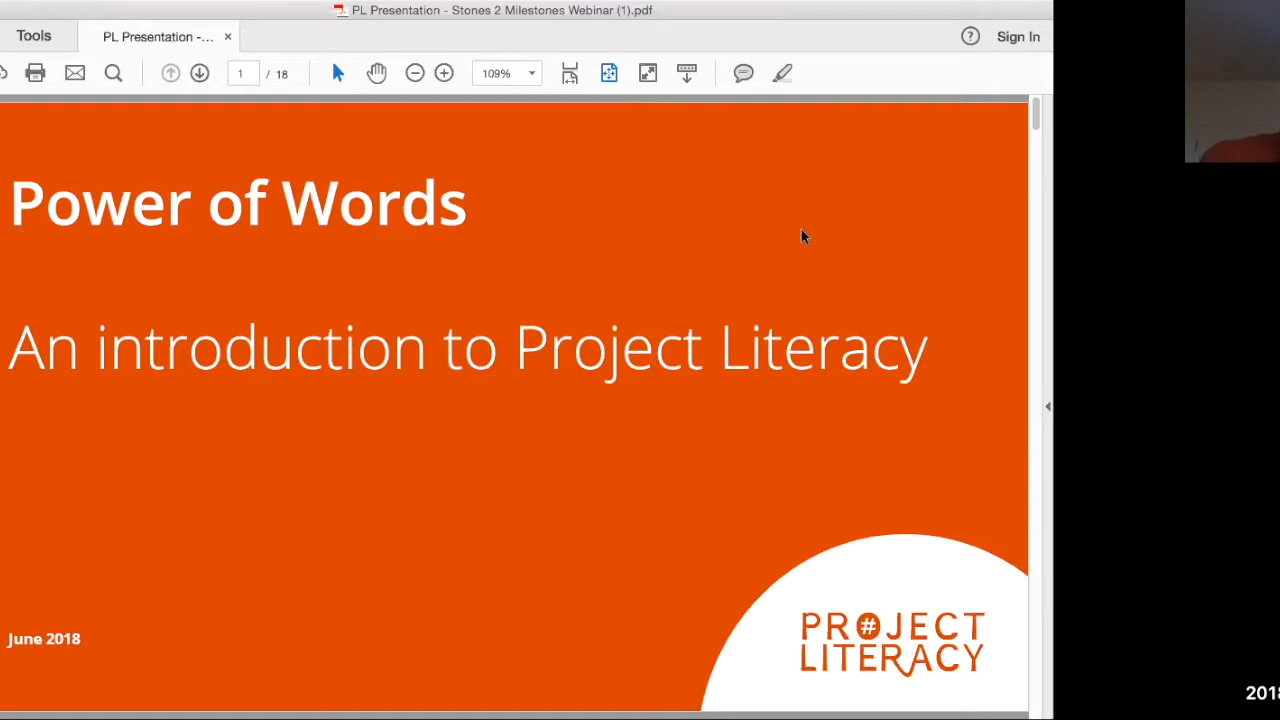 PL Presentation - Stones 2 Milestones Webinar (1).pdf
Tools
PL Presentation -...
Sign In
1 / 18
109%
Power of Words
An introduction to Project Literacy
June 2018
PR#JECT
LITERACY